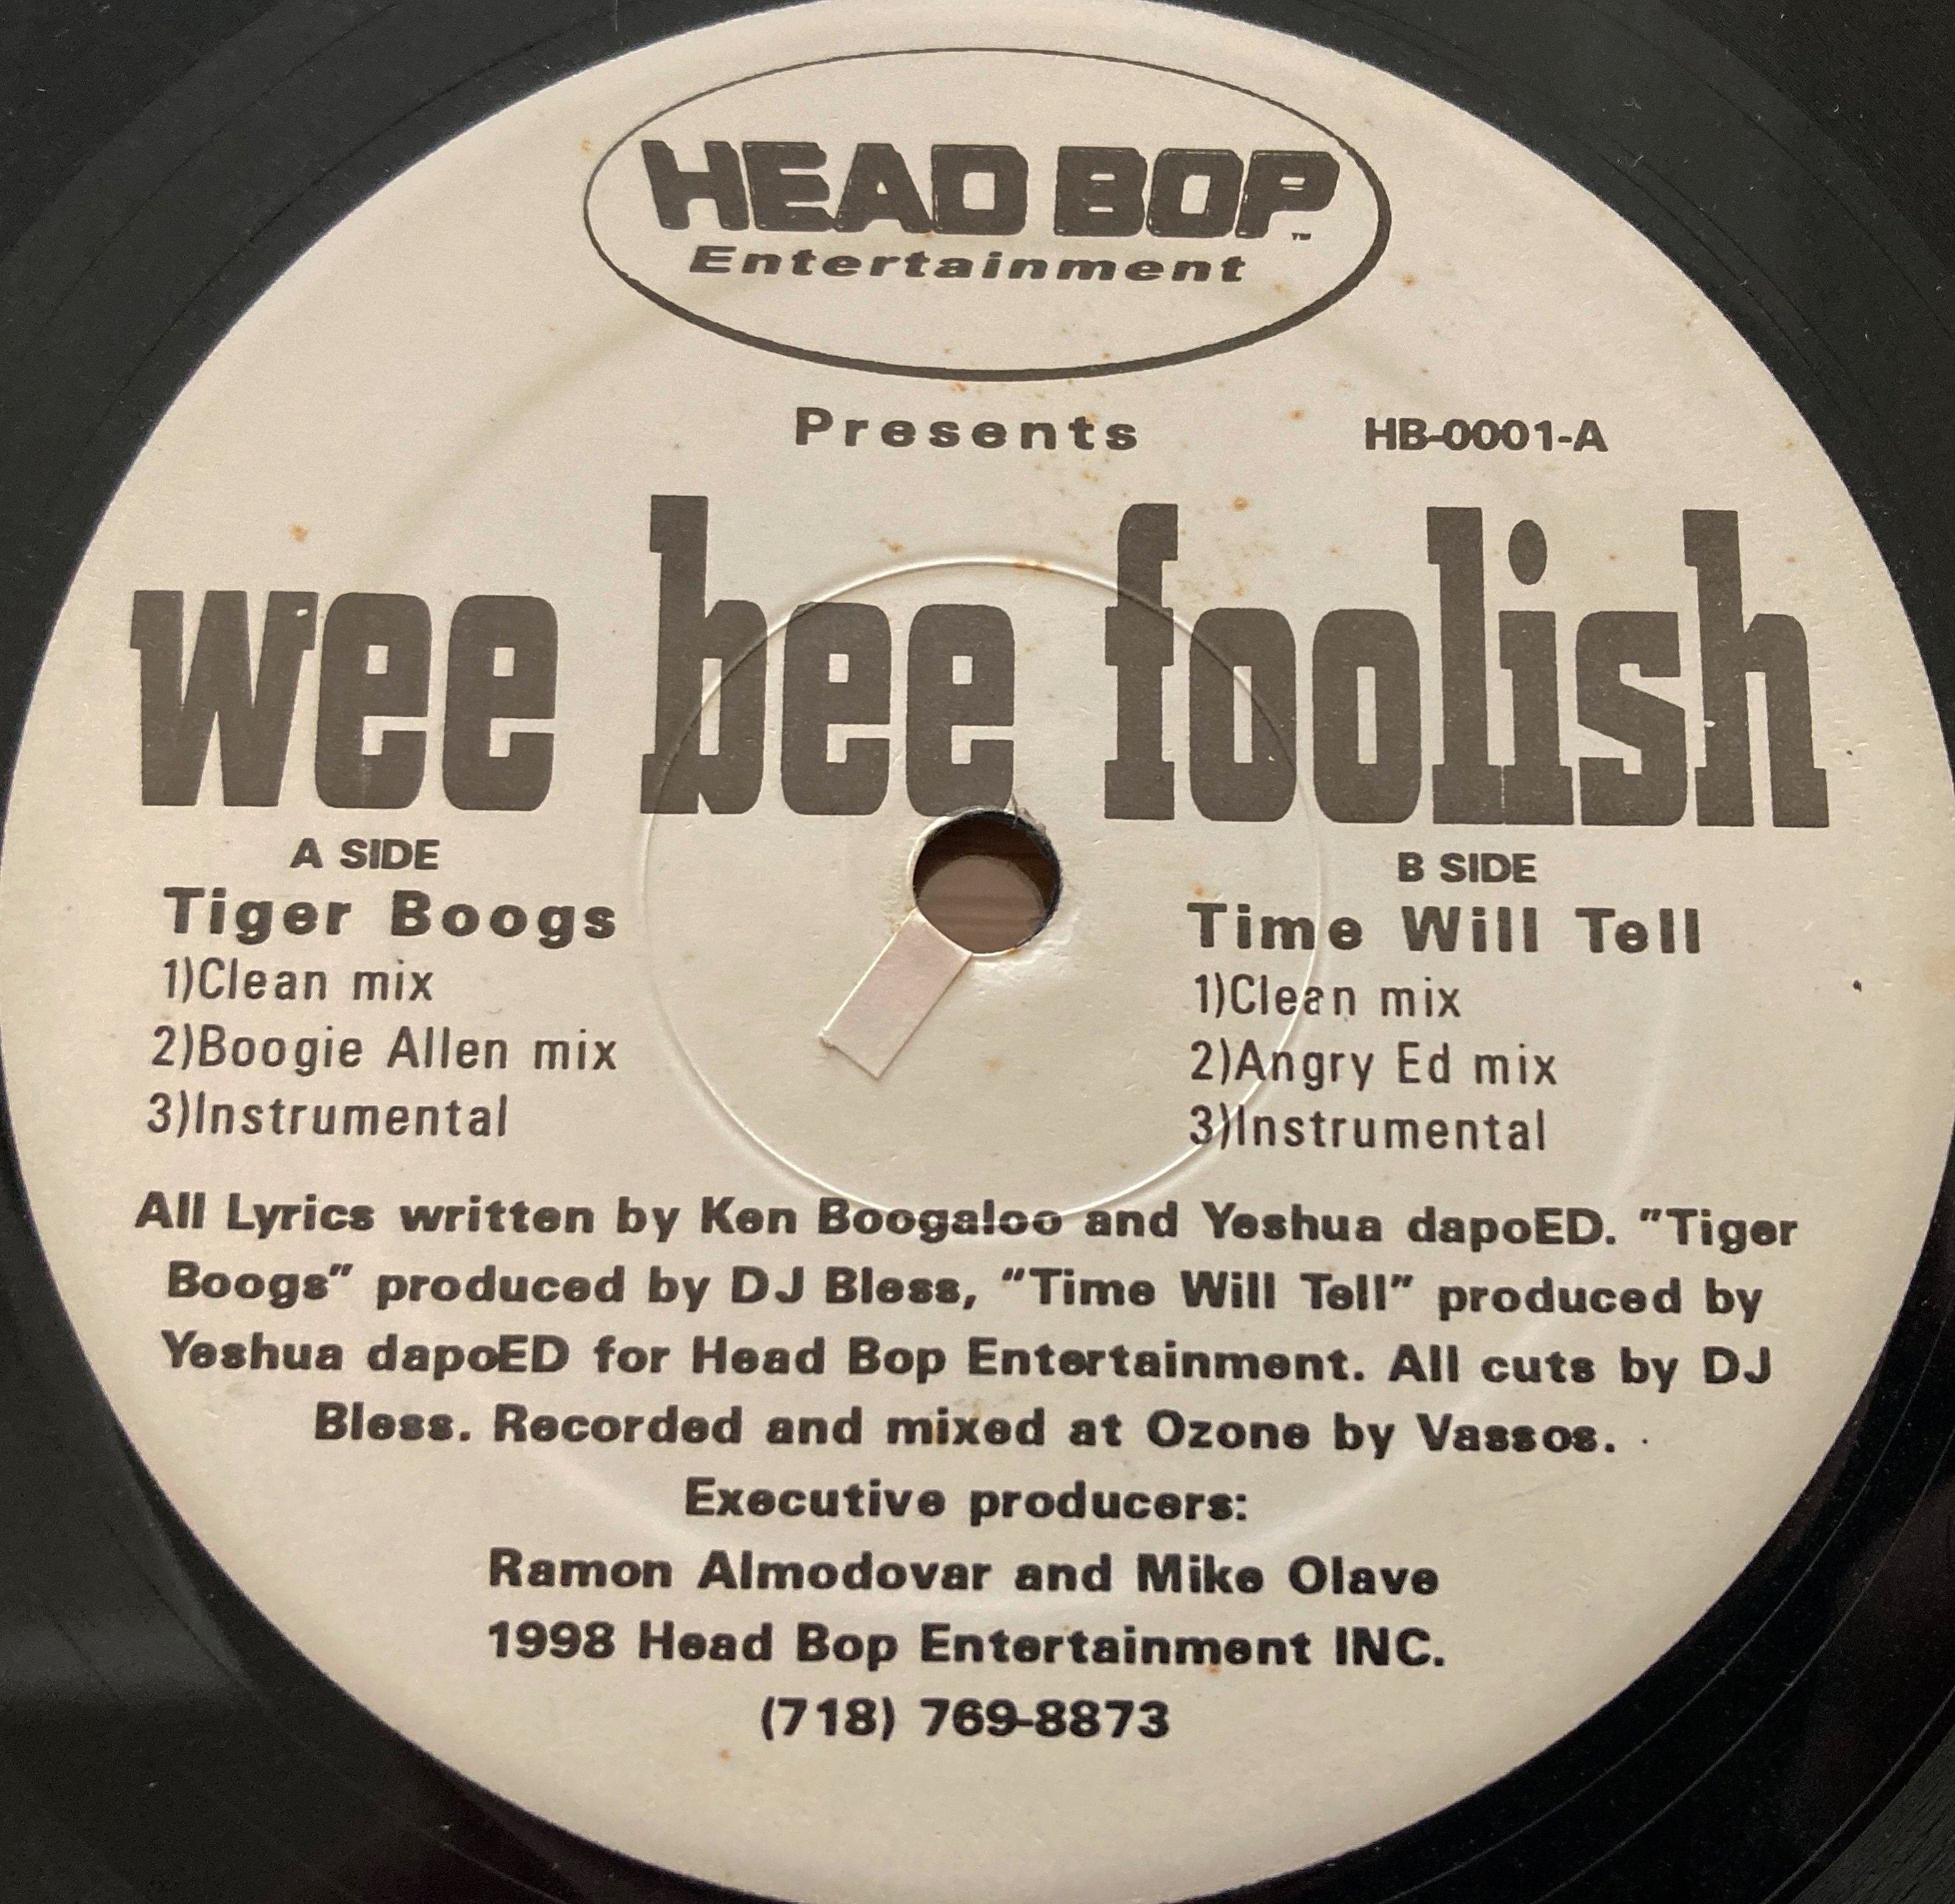 HEAD BOP
™
Entertainment
Presents
HB-0001-A
wee bee foolish
A SIDE
Tiger Boogs
1)Clean mix
2)Boogie Allen mix
3)Instrumental
B SIDE
Time Will Tell
1)Clean mix
2)Angry Ed mix
3)Instrumental
All Lyrics written by Ken Boogaloo and Yeshua dapoED. "Tiger
Boogs" produced by DJ Bless, "Time Will Tell" produced by
Yeshua dapoED for Head Bop Entertainment. All cuts by DJ
Bless. Recorded and mixed at Ozone by Vassos.
Executive producers:
Ramon Almodovar and Mike Olave
1998 Head Bop Entertainment INC.
(718) 769-8873